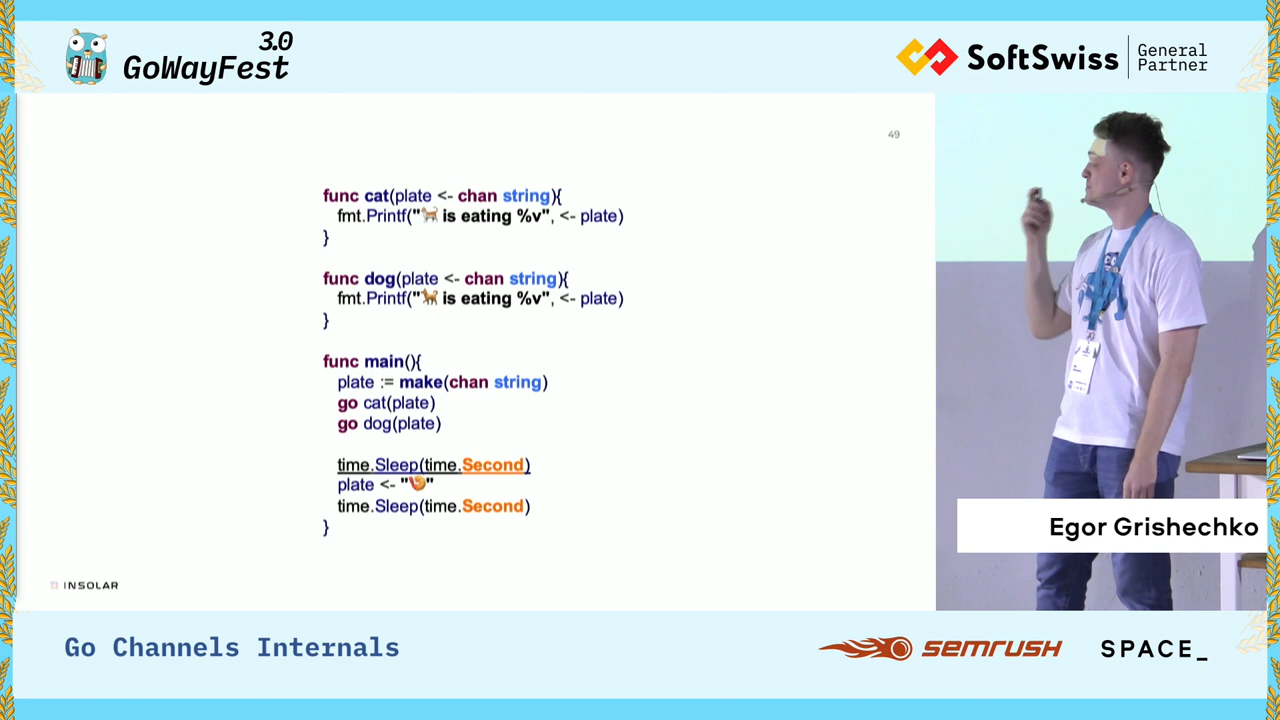 3.0
GoWayFest
SoftSwiss
General
Partner
49
func cat(plate <- chan string){
fmt.Printf("🐈 is eating %v", <- plate)
}
func dog(plate <- chan string){
fmt.Printf("🐕 is eating %v", <- plate)
}
func main(){
plate := make(chan string)
go cat(plate)
go dog(plate)
time.Sleep(time.Second)
plate <- "🍤"
time.Sleep(time.Second)
}
INSOLAR
Egor Grishechko
Go Channels Internals
semrush
SPACE_